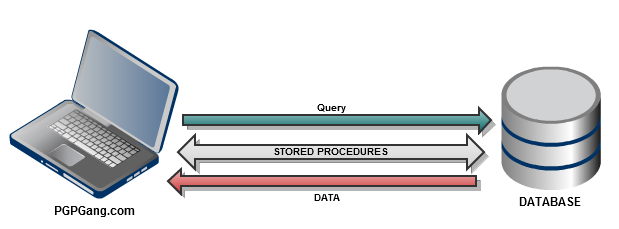 Query
STORED PROCEDURES
DATA
PGPGang.com
DATABASE